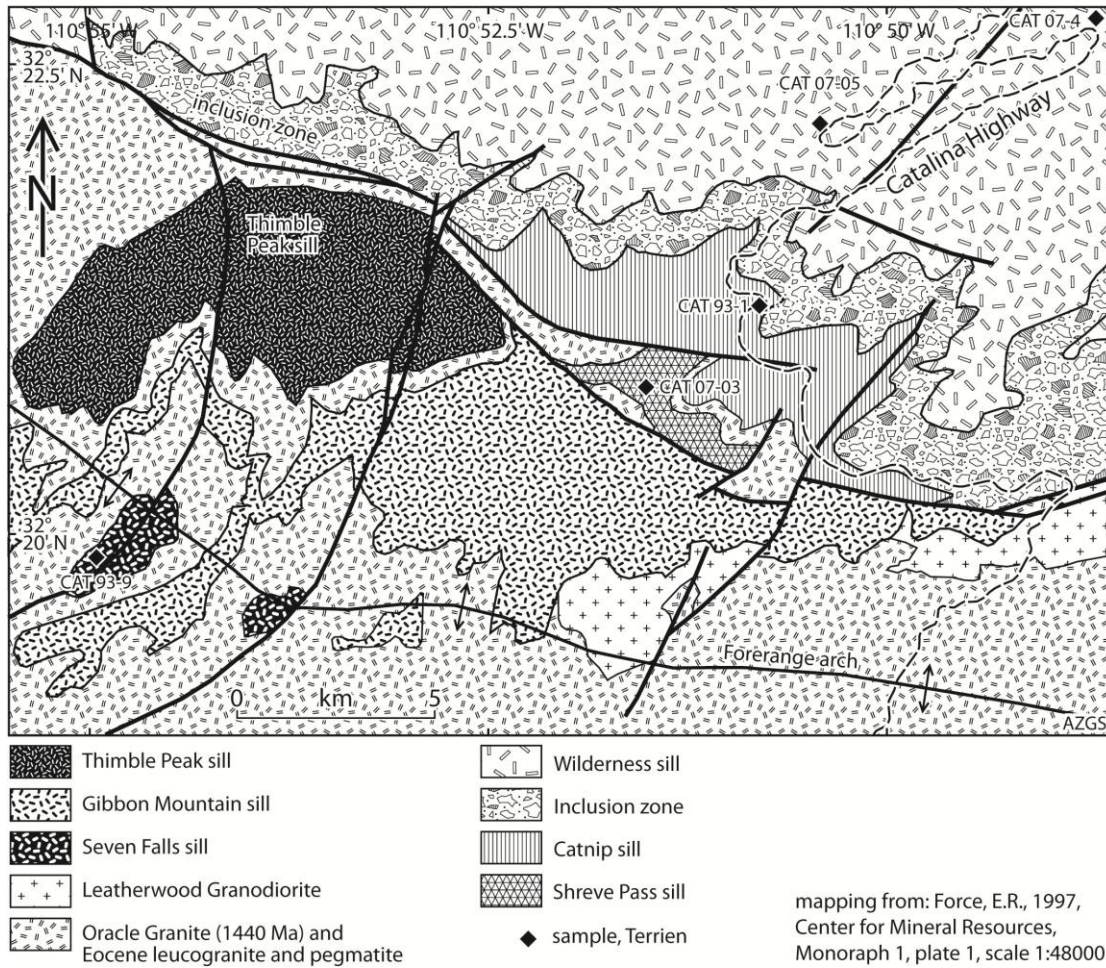 110°55' W
110°52.5' W
110°50' W
CAT 07-4
32°
22.5' N
CAT 07-05
inclusion zone
Catalina Highway
N
Thimble
Peak sill
CAT 93-1
CAT 07-03
32°
20' N
CAT 93-9
Forerange arch
0 km 5
AZGS
Thimble Peak sill
Gibbon Mountain sill
Seven Falls sill
Leatherwood Granodiorite
Oracle Granite (1440 Ma) and
Eocene leucogranite and pegmatite
Wilderness sill
Inclusion zone
Catnip sill
Shreve Pass sill
sample, Terrien
mapping from: Force, E.R., 1997,
Center for Mineral Resources,
Monoraph 1, plate 1, scale 1:48000